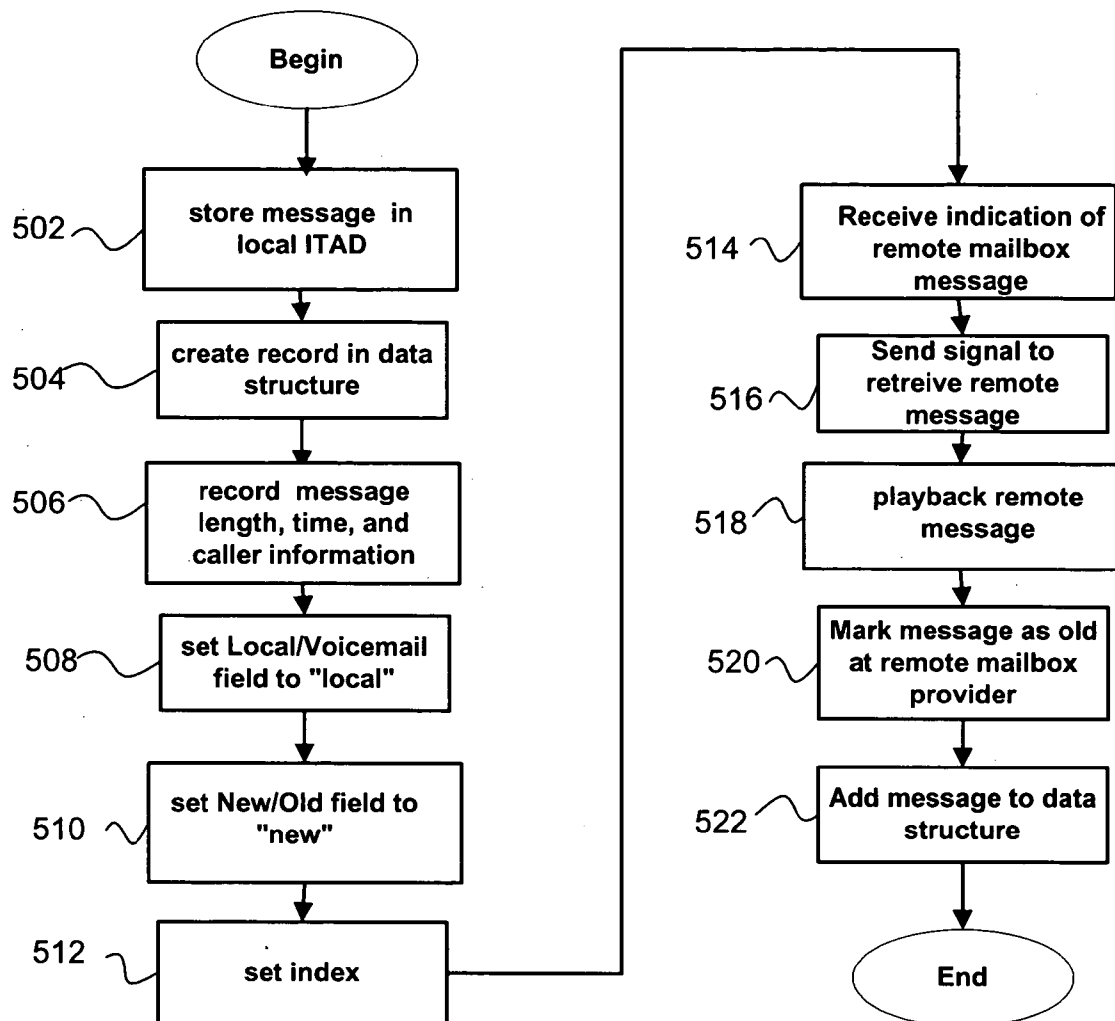 Begin
502
store message in
local ITAD
504
create record in data
structure
506
record message
length, time, and
caller information
508
set Local/Voicemail
field to "local"
510
set New/Old field to
"new"
512
set index
514
Receive indication of
remote mailbox
message
516
Send signal to
retreive remote
message
518
playback remote
message
520
Mark message as old
at remote mailbox
provider
522
Add message to data
structure
End